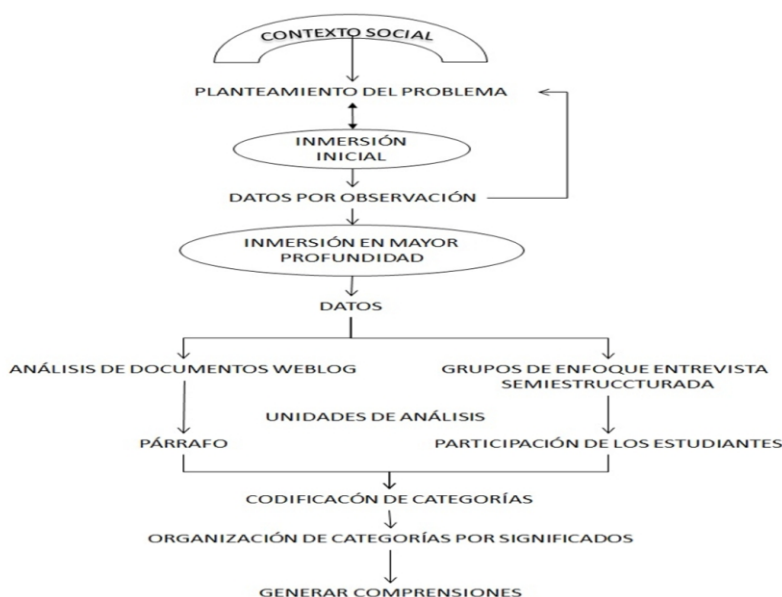 CONTEXTO SOCIAL
PLANTEAMIENTO DEL PROBLEMA
INMERSIÓN
INICIAL
DATOS POR OBSERVACIÓN
INMERSIÓN EN MAYOR
PROFUNDIDAD
DATOS
ANÁLISIS DE DOCUMENTOS WEBLOG
GRUPOS DE ENFOQUE ENTREVISTA
SEMIESTRUCCTURADA
UNIDADES DE ANÁLISIS
PÁRRAFO
PARTICIPACIÓN DE LOS ESTUDIANTES
CODIFICACÓN DE CATEGORÍAS
ORGANIZACIÓN DE CATEGORÍAS POR SIGNIFICADOS
GENERAR COMPRENSIONES